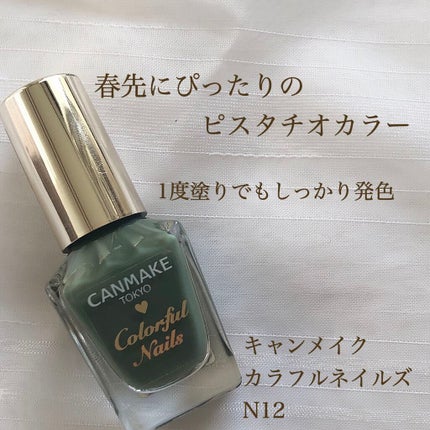 春先にぴったりの
ピスタチオカラー
1度塗りでもしっかり発色
CANMAKE
TOKYO
Colorful
Nails
キャンメイク
カラフルネイルズ
N12